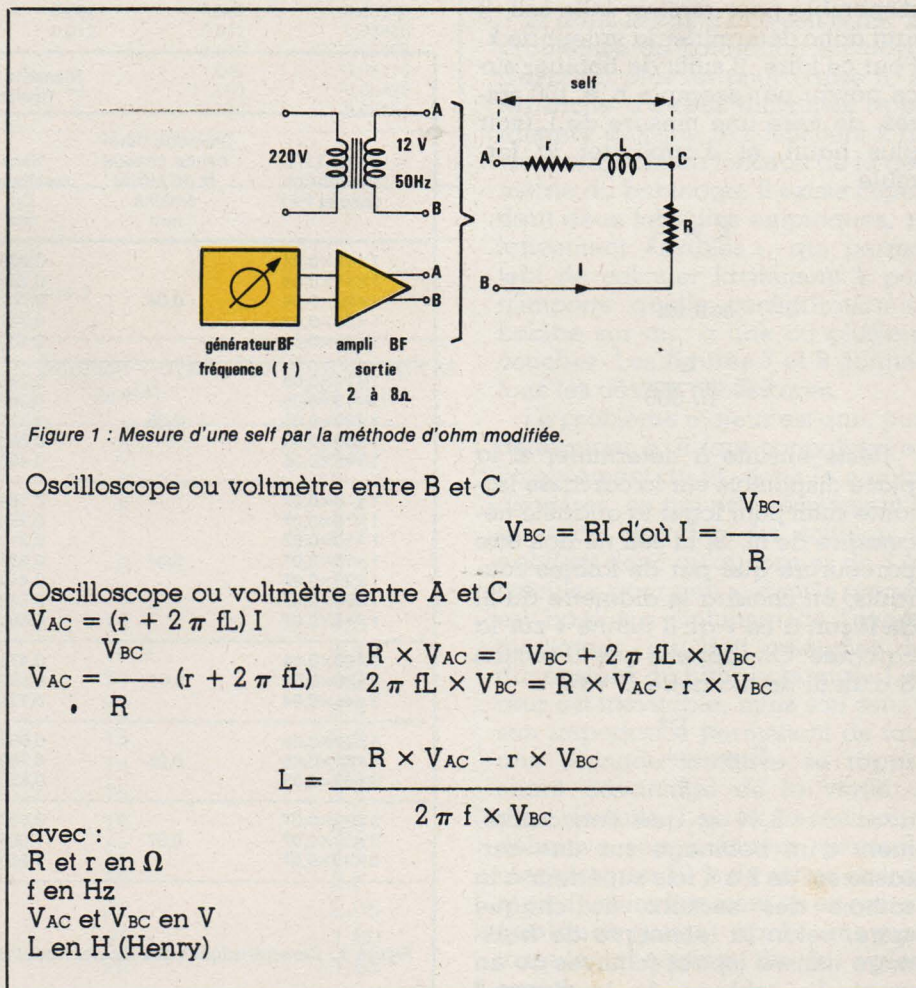 self
A
r
L
C
220V
12 V
50Hz
B
R
A
B
B
I
générateur BF
fréquence ( f )
ampli BF
sortie
2 à 8Ω
Figure 1 : Mesure d'une self par la méthode d'ohm modifiée.
Oscilloscope ou voltmètre entre B et C
VBC = RI d'où I = VBC / R
Oscilloscope ou voltmètre entre A et C
VAC = (r + 2 π fL) I
VAC = VBC / R (r + 2 π fL)
R × VAC = VBC + 2 π fL × VBC
2 π fL × VBC = R × VAC - r × VBC
L = R × VAC - r × VBC / 2 π f × VBC
avec :
R et r en Ω
f en Hz
VAC et VBC en V
L en H (Henry)